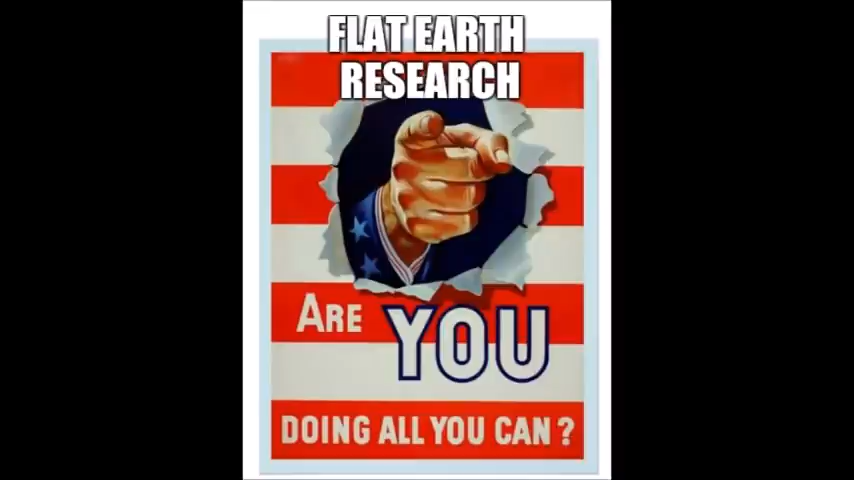 FLAT EARTH
RESEARCH
ARE YOU
DOING ALL YOU CAN?